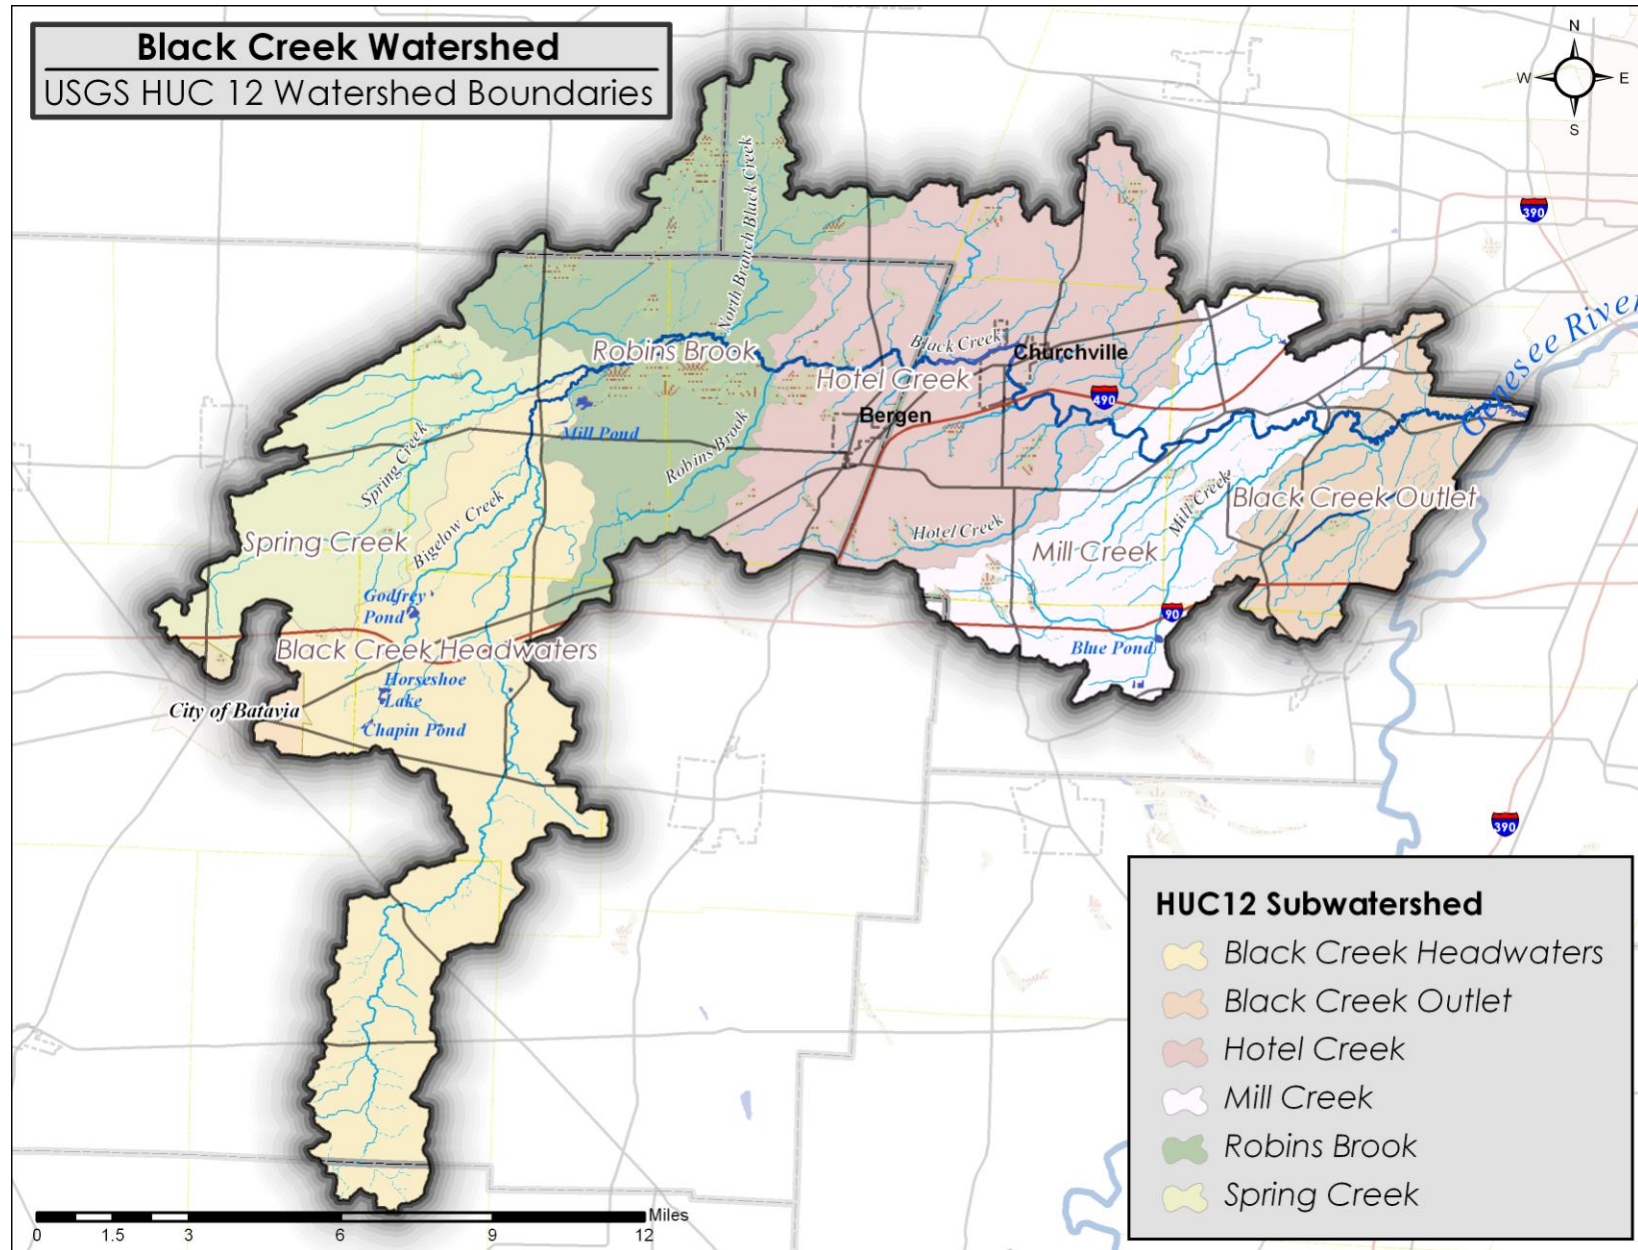 Black Creek Watershed
USGS HUC 12 Watershed Boundaries
N
W
E
S
390
North Branch Black Creek
Genesee River
Robins Brook
Black Creek
Churchville
Hotel Creek
490
Bergen
Mill Pond
Spring Creek
Robins Brook
Bigelow Creek
Mill Creek
Black Creek Outlet
Hotel Creek
Spring Creek
Mill Creek
Godfrey
Pond
90
Black Creek Headwaters
Blue Pond
Horseshoe
Lake
City of Batavia
Chapin Pond
390
HUC12 Subwatershed
Black Creek Headwaters
Black Creek Outlet
Hotel Creek
Mill Creek
Robins Brook
Spring Creek
Miles
0 1.5 3 6 9 12